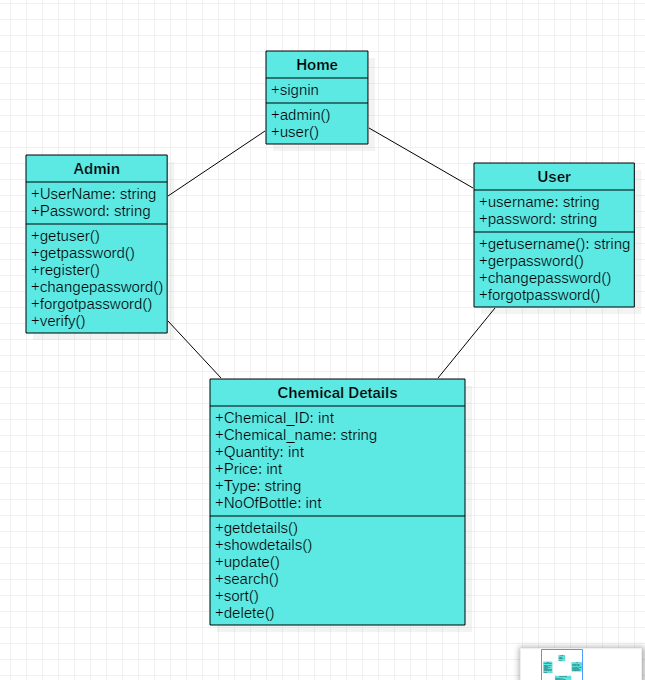 Home
+signin
+admin()
+user()
Admin
+UserName: string
+Password: string
+getuser()
+getpassword()
+register()
+changepassword()
+forgotpassword()
+verify()
User
+username: string
+password: string
+getusername(): string
+gerpassword()
+changepassword()
+forgotpassword()
Chemical Details
+Chemical_ID: int
+Chemical_name: string
+Quantity: int
+Price: int
+Type: string
+NoOfBottle: int
+getdetails()
+showdetails()
+update()
+search()
+sort()
+delete()